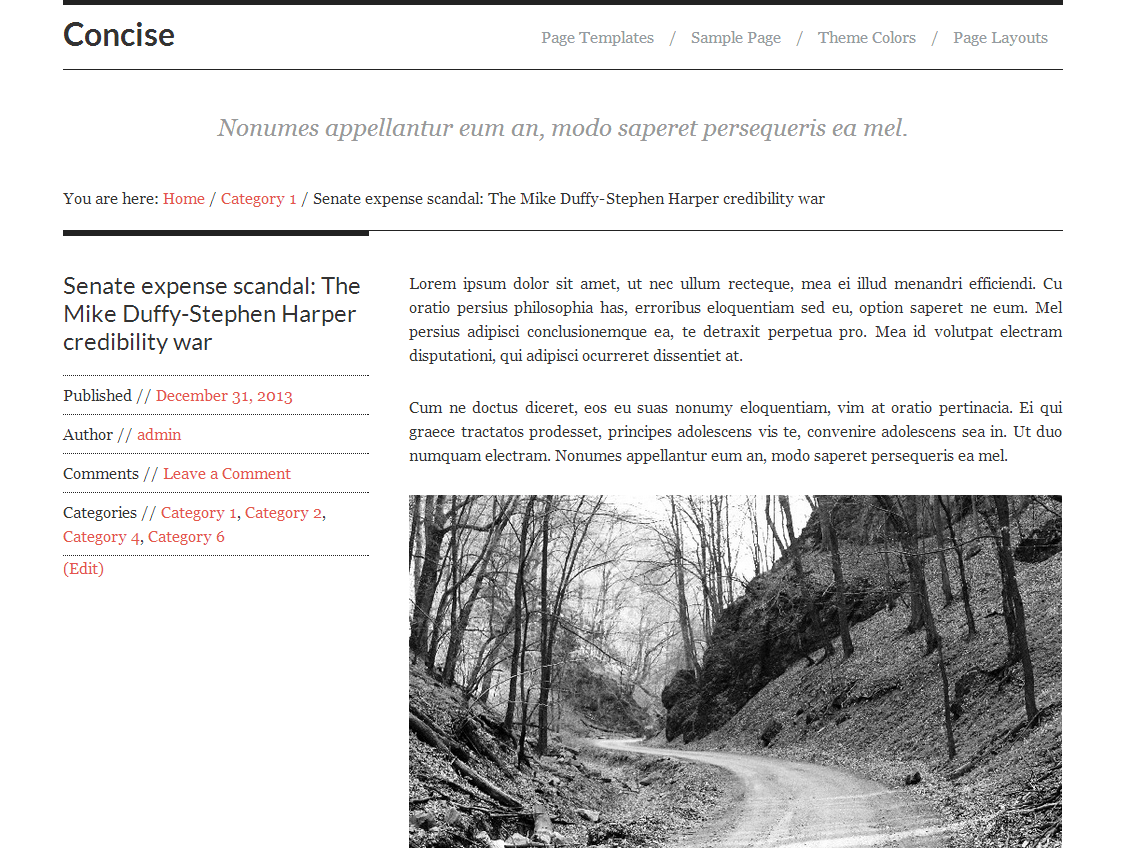 Concise
Page Templates / Sample Page / Theme Colors / Page Layouts
Nonumes appellantur eum an, modo saperet persequeris ea mel.
You are here: Home / Category 1 / Senate expense scandal: The Mike Duffy-Stephen Harper credibility war
Senate expense scandal: The
Mike Duffy-Stephen Harper
credibility war
Published // December 31, 2013
Author // admin
Comments // Leave a Comment
Categories // Category 1, Category 2,
Category 4, Category 6
(Edit)
Lorem ipsum dolor sit amet, ut nec ullum recteque, mea ei illud menandri efficiendi. Cu
oratio persius philosophia has, erroribus eloquentiam sed eu, option saperet ne eum. Mel
persius adipisci conclusionemque ea, te detraxit perpetua pro. Mea id volutpat electram
disputationi, qui adipisci ocurreret dissentiet at.
Cum ne doctus diceret, eos eu suas nonumy eloquentiam, vim at oratio pertinacia. Ei qui
graece tractatos prodesset, principes adolescens vis te, convenire adolescens sea in. Ut duo
numquam electram. Nonumes appellantur eum an, modo saperet persequeris ea mel.